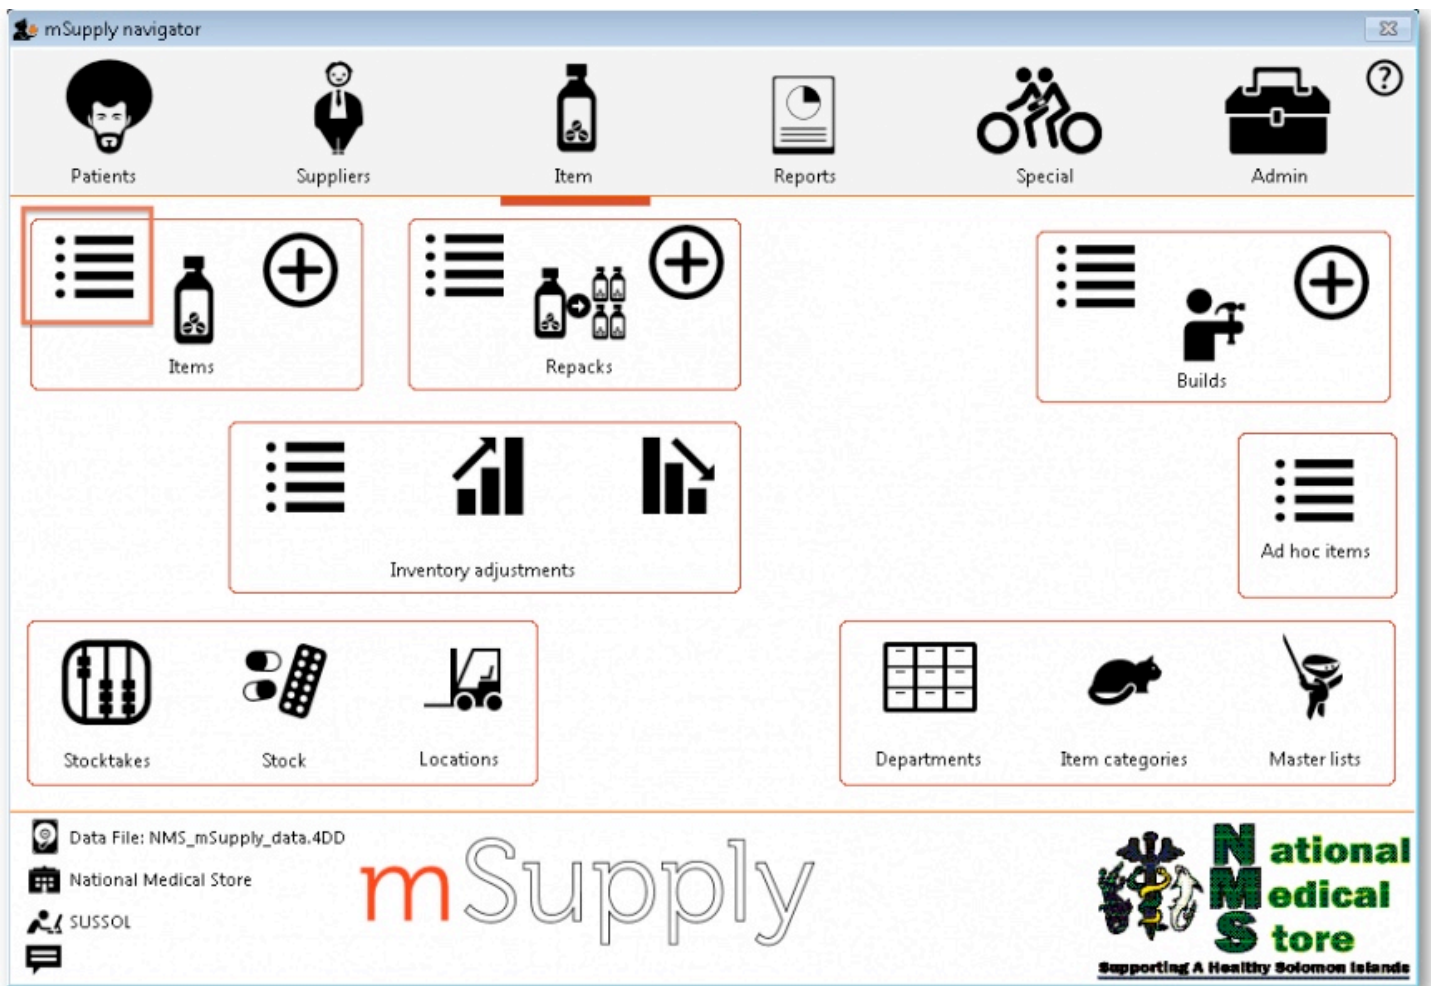 mSupply navigator
?
Patients
Suppliers
Item
Reports
Special
Admin
Items
Repacks
Builds
Inventory adjustments
Ad hoc items
Stocktakes
Stock
Locations
Departments
Item categories
Master lists
Data File: NMS_mSupply_data.4DD
National Medical Store
SUSSOL
mSupply
National
Medical
Store
Supporting A Healthy Solomon Islands